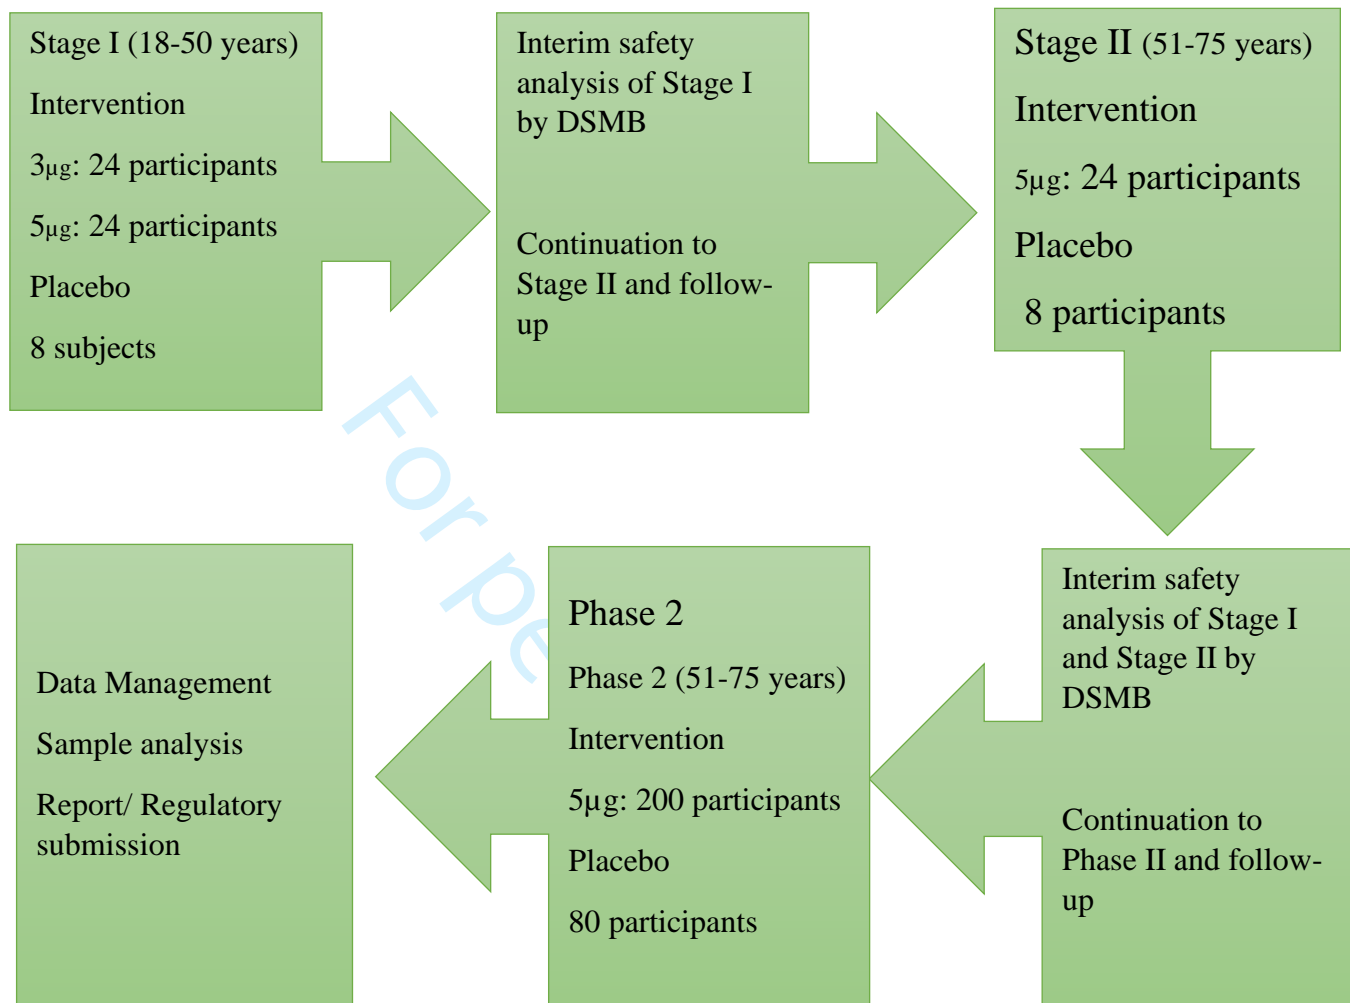 Stage I (18-50 years)
Intervention
3µg: 24 participants
5µg: 24 participants
Placebo
8 subjects
Interim safety
analysis of Stage I
by DSMB
Continuation to
Stage II and follow-
up
Stage II (51-75 years)
Intervention
5µg: 24 participants
Placebo
8 participants
Interim safety
analysis of Stage I
and Stage II by
DSMB
Continuation to
Phase II and follow-
up
Phase 2
Phase 2 (51-75 years)
Intervention
5µg: 200 participants
Placebo
80 participants
Data Management
Sample analysis
Report/ Regulatory
submission
For pe